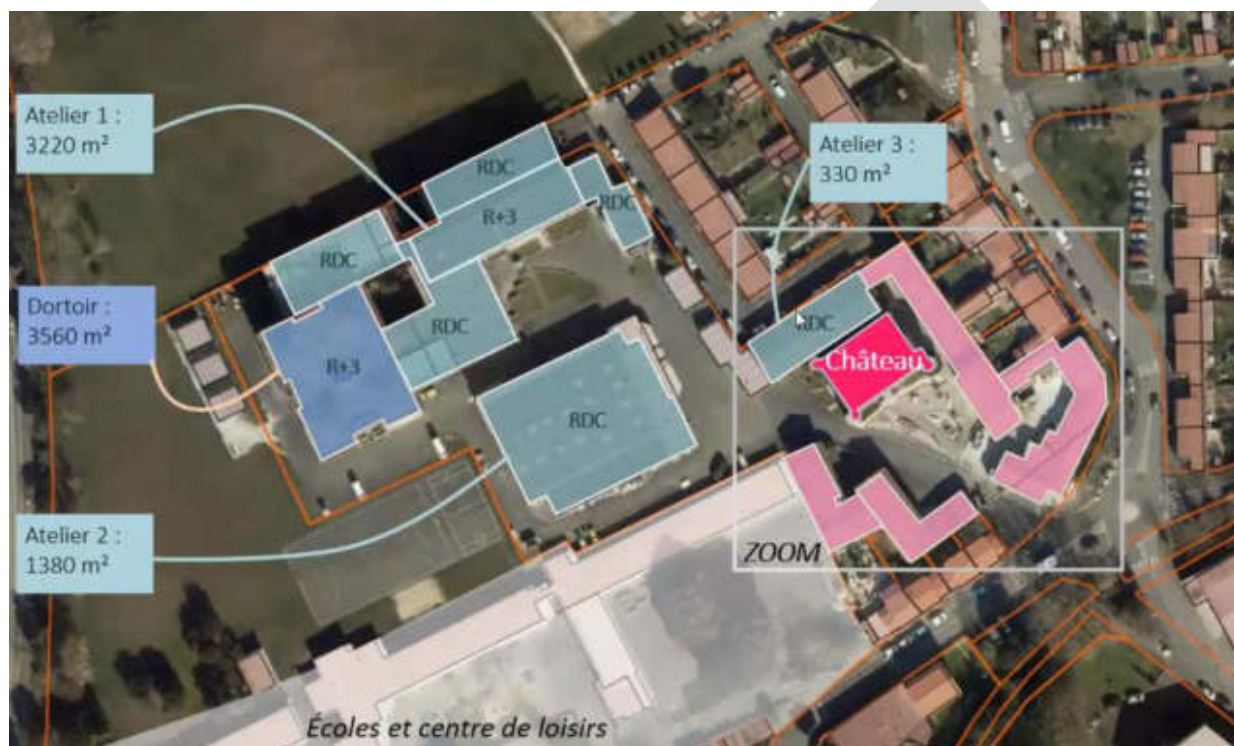 Atelier 1 :
3220 m²
RDC
R+3
RDC
RDC
Atelier 3 :
330 m²
Dortoir :
3560 m²
R+3
RDC
RDC
RDC
Château
Atelier 2 :
1380 m²
ZOOM
Écoles et centre de loisirs